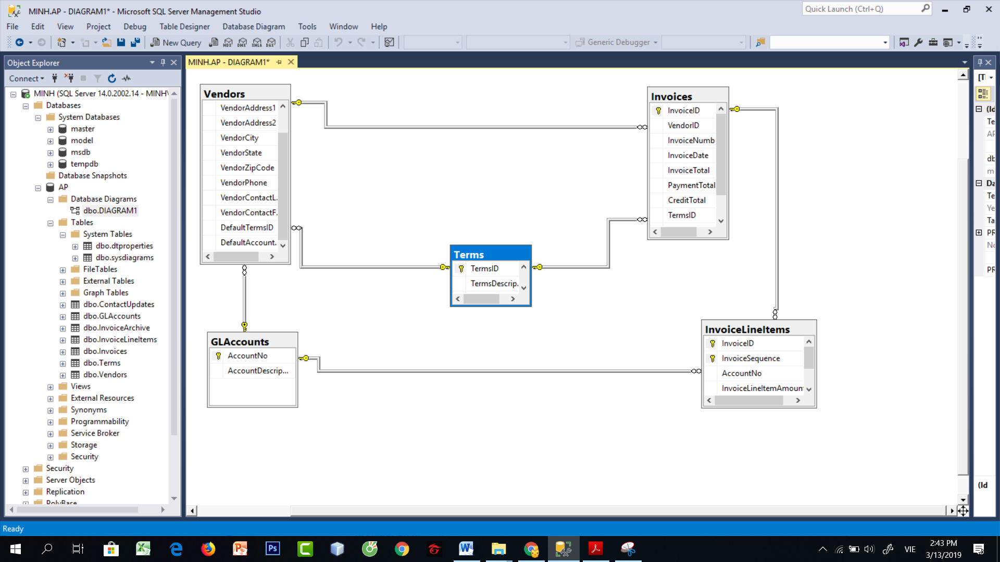 MINH.AP - DIAGRAM1* - Microsoft SQL Server Management Studio
Quick Launch (Ctrl+Q)
File Edit View Project Debug Table Designer Database Diagram Tools Window Help
New Query MDX DMX XMLA DAX Generic Debugger
Object Explorer
Connect
MINH (SQL Server 14.0.2002.14 - MINH\
Databases
System Databases
master
model
msdb
tempdb
Database Snapshots
AP
Database Diagrams
dbo.DIAGRAM1
Tables
System Tables
dbo.dtproperties
dbo.sysdiagrams
FileTables
External Tables
Graph Tables
dbo.ContactUpdates
dbo.GLAccounts
dbo.InvoiceArchive
dbo.InvoiceLineItems
dbo.Invoices
dbo.Terms
dbo.Vendors
Views
External Resources
Synonyms
Programmability
Service Broker
Storage
Security
Security
Server Objects
Replication
PolyBase
MINH.AP - DIAGRAM1*
Vendors
VendorAddress1
VendorAddress2
VendorCity
VendorState
VendorZipCode
VendorPhone
VendorContactL.
VendorContactF.
DefaultTermsID
DefaultAccount.
Invoices
InvoiceID
VendorID
InvoiceNumb
InvoiceDate
InvoiceTotal
PaymentTotal
CreditTotal
TermsID
Terms
TermsID
TermsDescrip.
GLAccounts
AccountNo
AccountDescrip...
InvoiceLineItems
InvoiceID
InvoiceSequence
AccountNo
InvoiceLineItemAmoun
[T
(Id
Te
AP
db
m
Da
Te
Ye
Ta
PR
No
PR
(Id
Ready
VIE
2:43 PM
3/13/2019